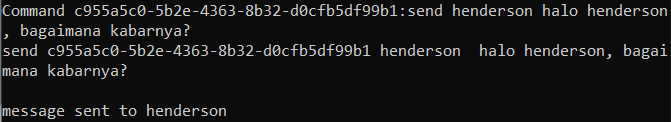 Command c955a5c0-5b2e-4363-8b32-d0cfb5df99b1:send henderson halo henderson
, bagaimana kabarnya?
send c955a5c0-5b2e-4363-8b32-d0cfb5df99b1 henderson  halo henderson, bagai
mana kabarnya?

message sent to henderson